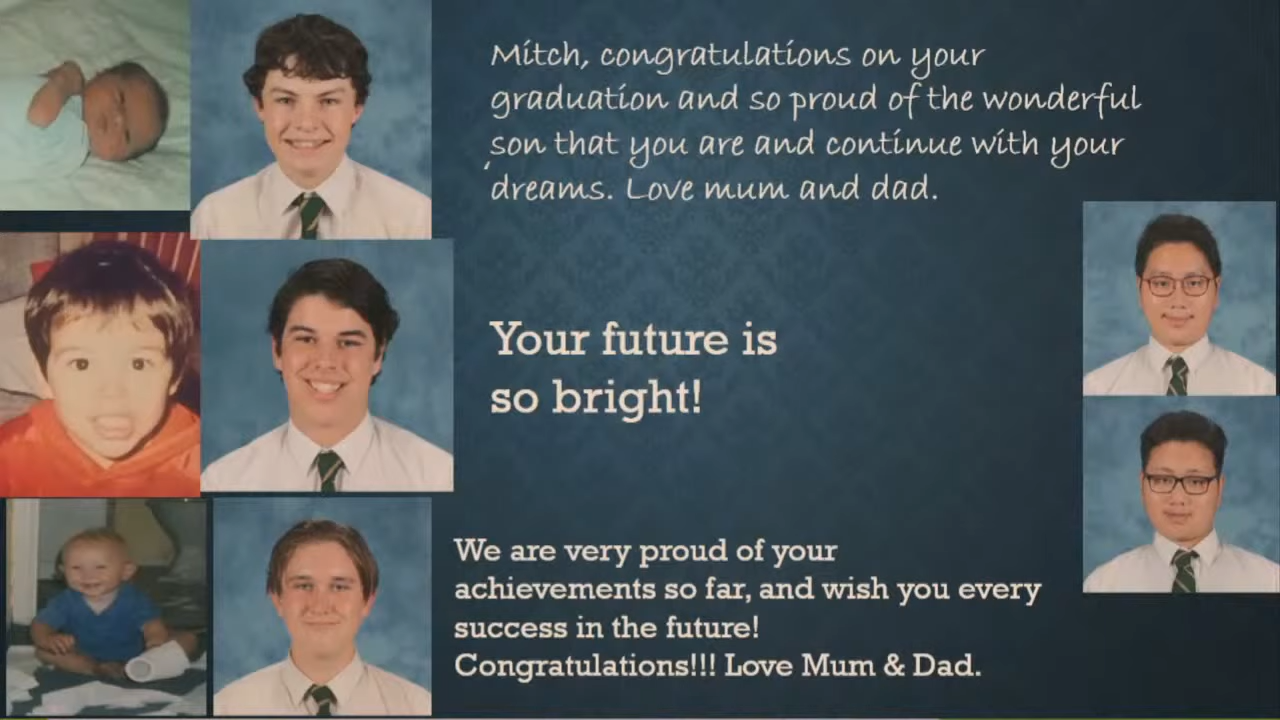 Mitch, congratulations on your
graduation and so proud of the wonderful
son that you are and continue with your
dreams. Love mum and dad.
Your future is
so bright!
We are very proud of your
achievements so far, and wish you every
success in the future!
Congratulations!!! Love Mum & Dad.